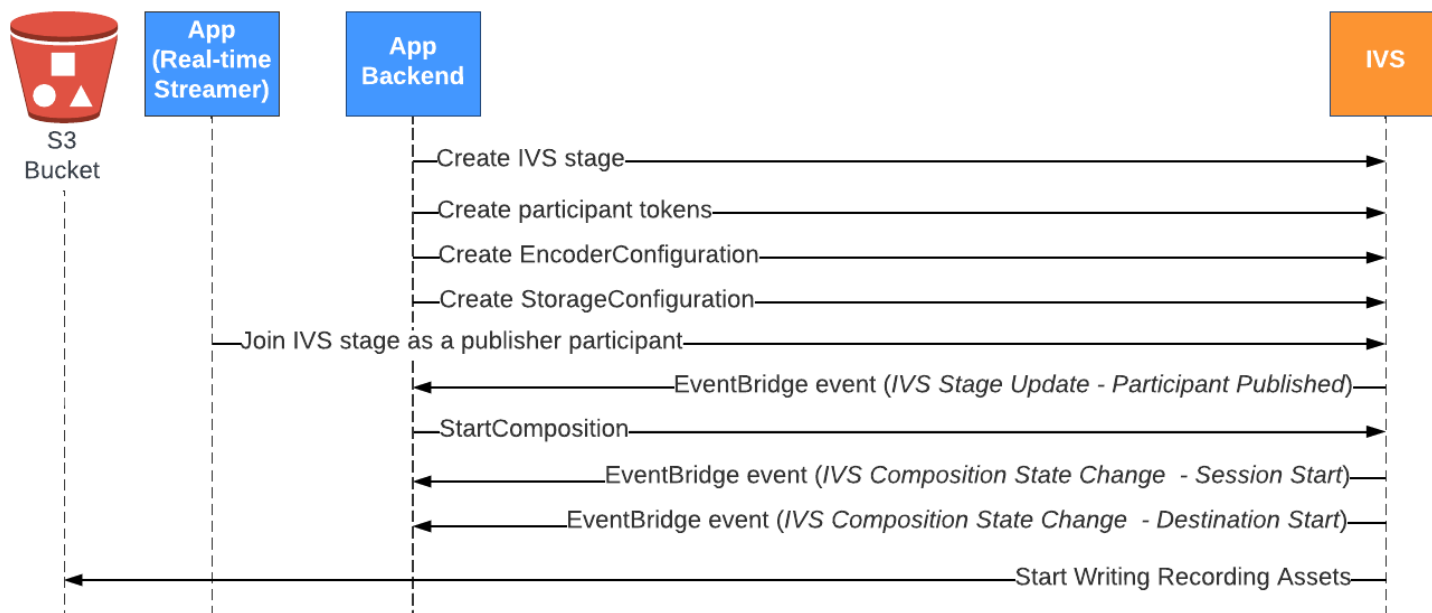 App
(Real-time
Streamer)
App
Backend
IVS
S3
Bucket
Create IVS stage
Create participant tokens
Create EncoderConfiguration
Create StorageConfiguration
Join IVS stage as a publisher participant
EventBridge event (IVS Stage Update - Participant Published)
StartComposition
EventBridge event (IVS Composition State Change - Session Start)
EventBridge event (IVS Composition State Change - Destination Start)
Start Writing Recording Assets